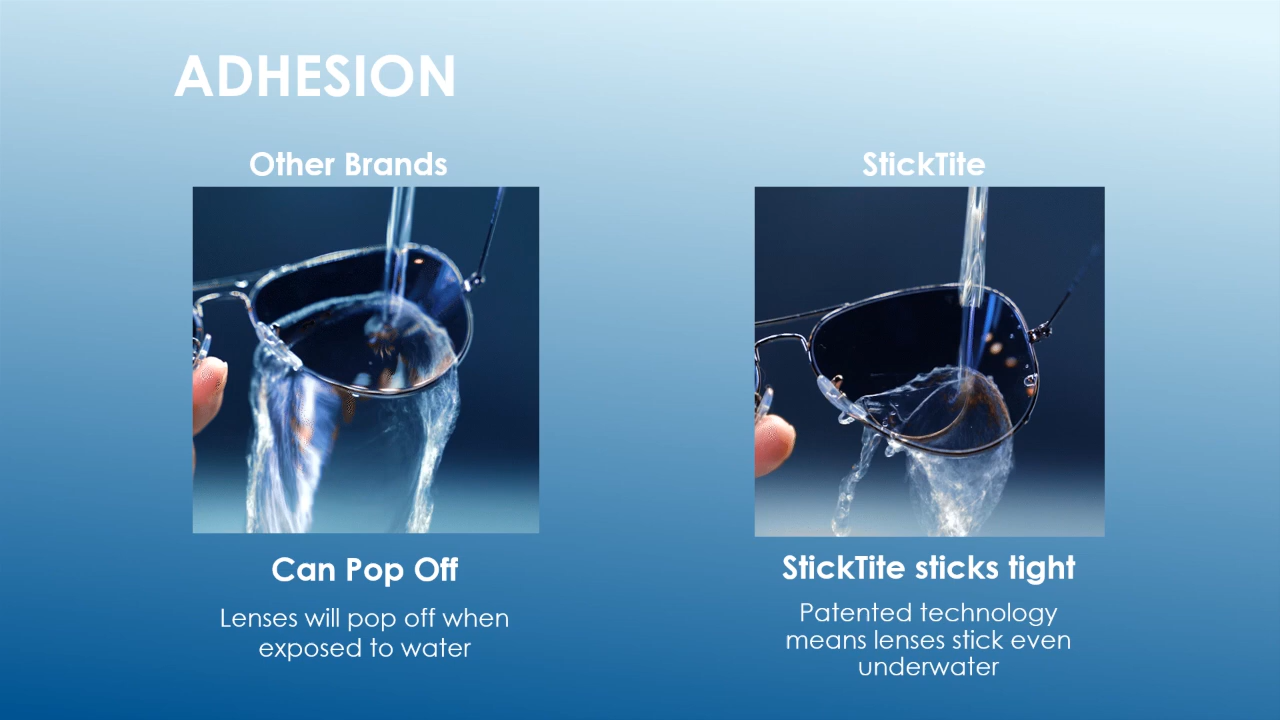 ADHESION
Other Brands
Can Pop Off
Lenses will pop off when
exposed to water
StickTite
StickTite sticks tight
Patented technology
means lenses stick even
underwater